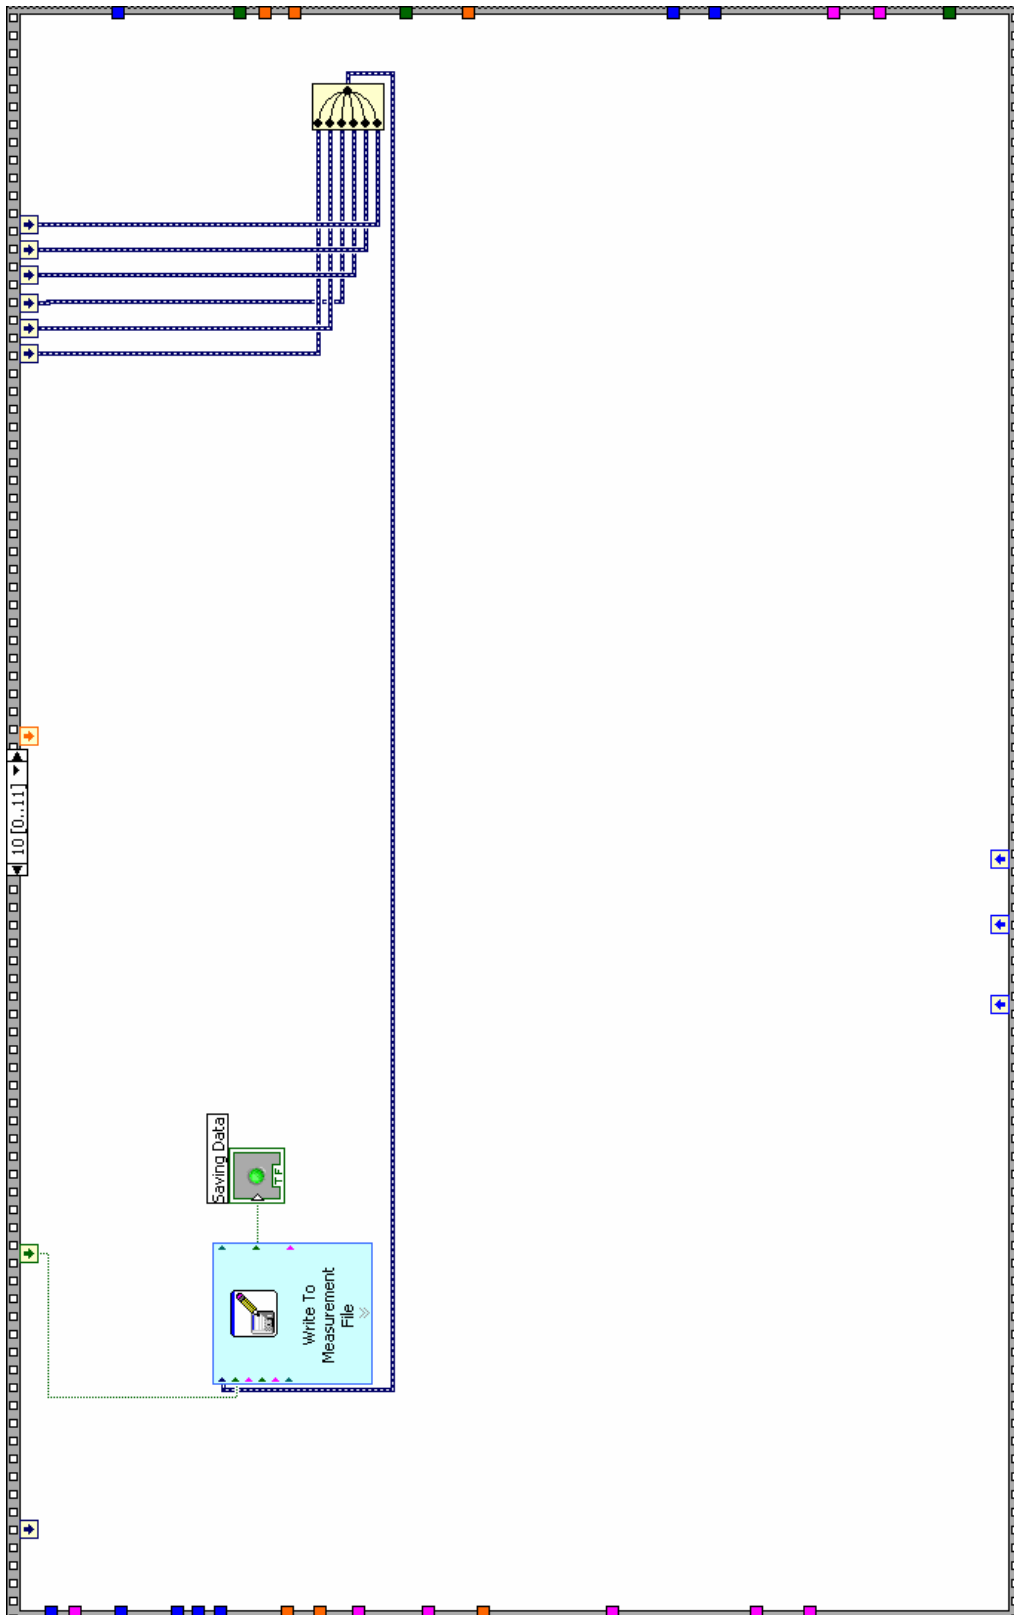 10 [0..11]
Saving Data
TF
Write To
Measurement
File